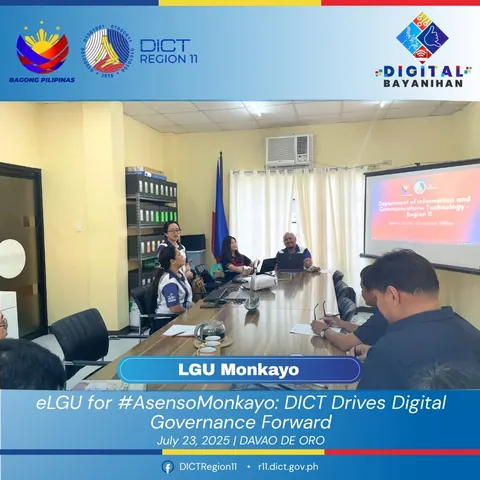 BAGONG PILIPINAS
DICT
REGION 11
DIGITAL
BAYANIHAN
Department of Information and
Communications Technology -
Region 11
LGU Monkayo
eLGU for #AsensoMonkayo: DICT Drives Digital
Governance Forward
July 23, 2025 | DAVAO DE ORO
DICTRegion11 • r11.dict.gov.ph